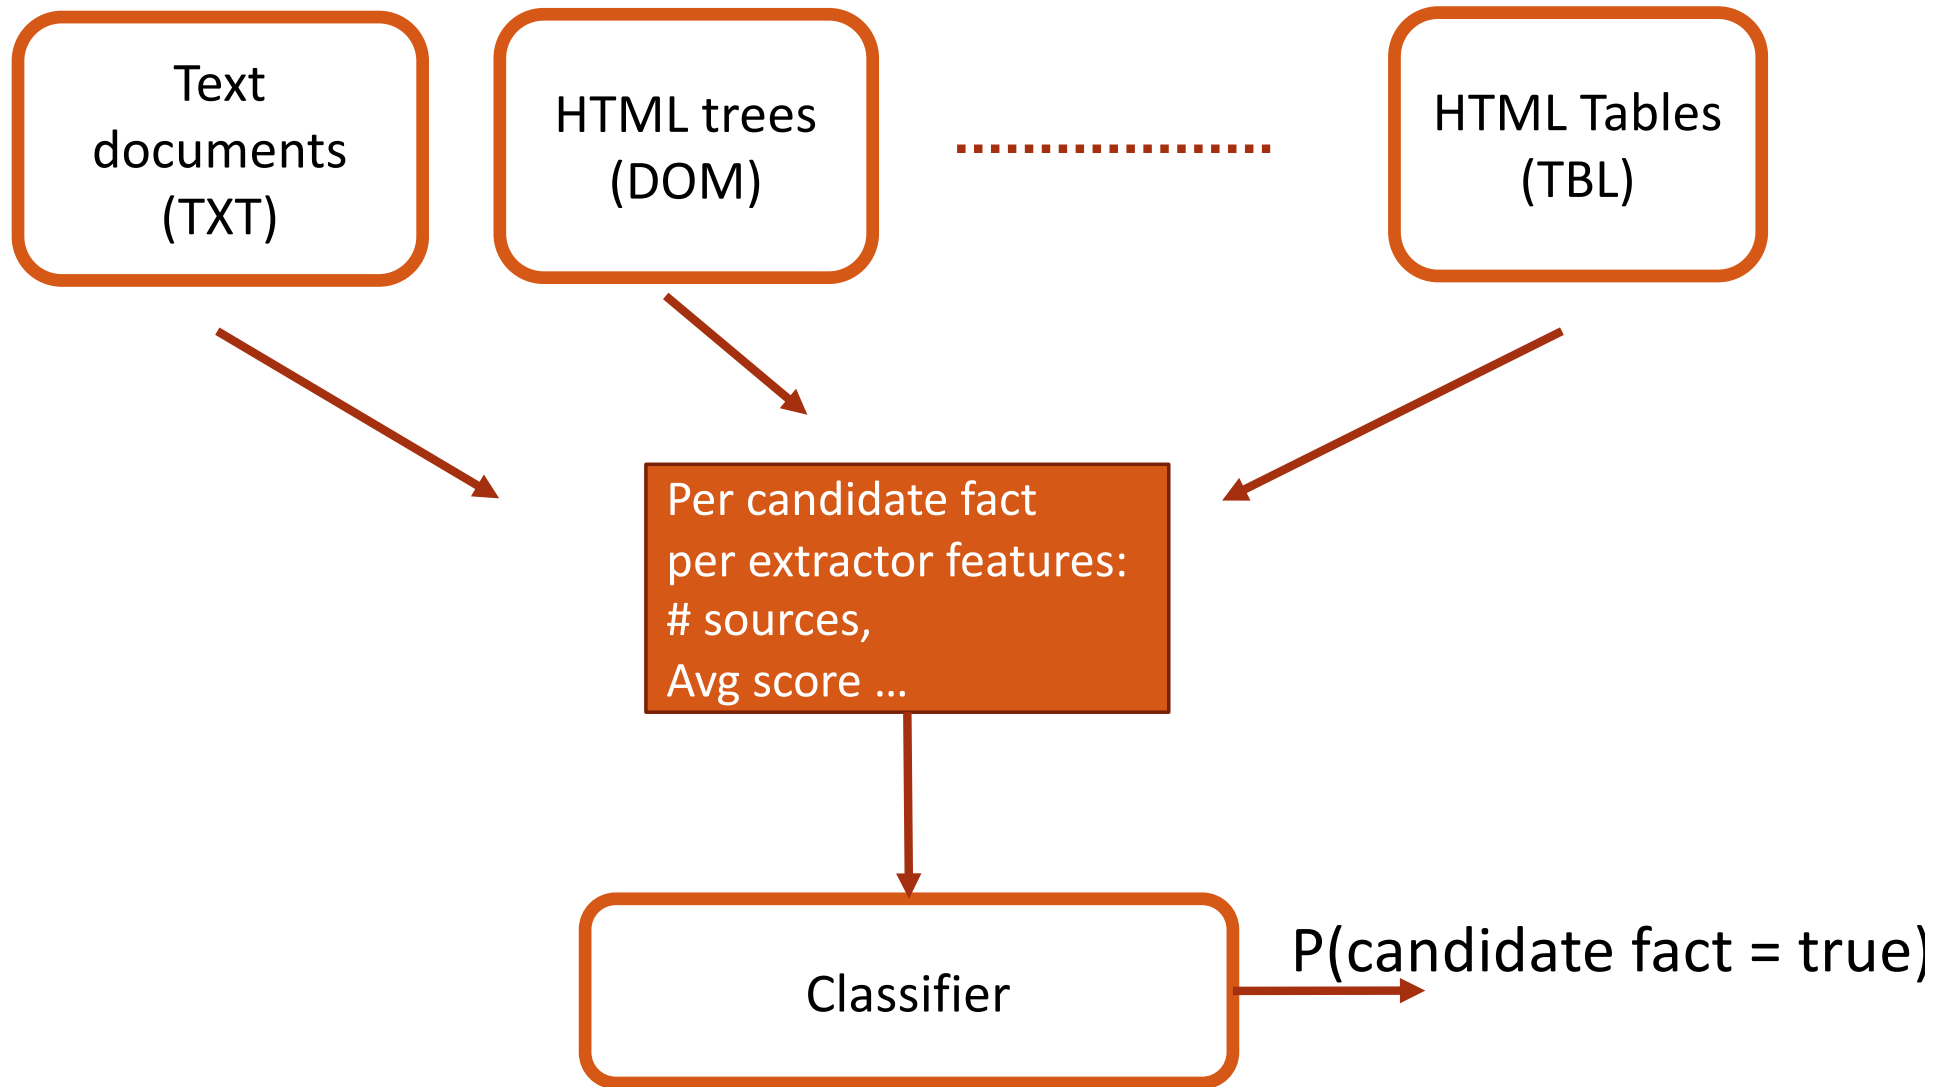 Text
documents
(TXT)
HTML trees
(DOM)
HTML Tables
(TBL)
Per candidate fact
per extractor features:
# sources,
Avg score ...
Classifier
P(candidate fact = true)